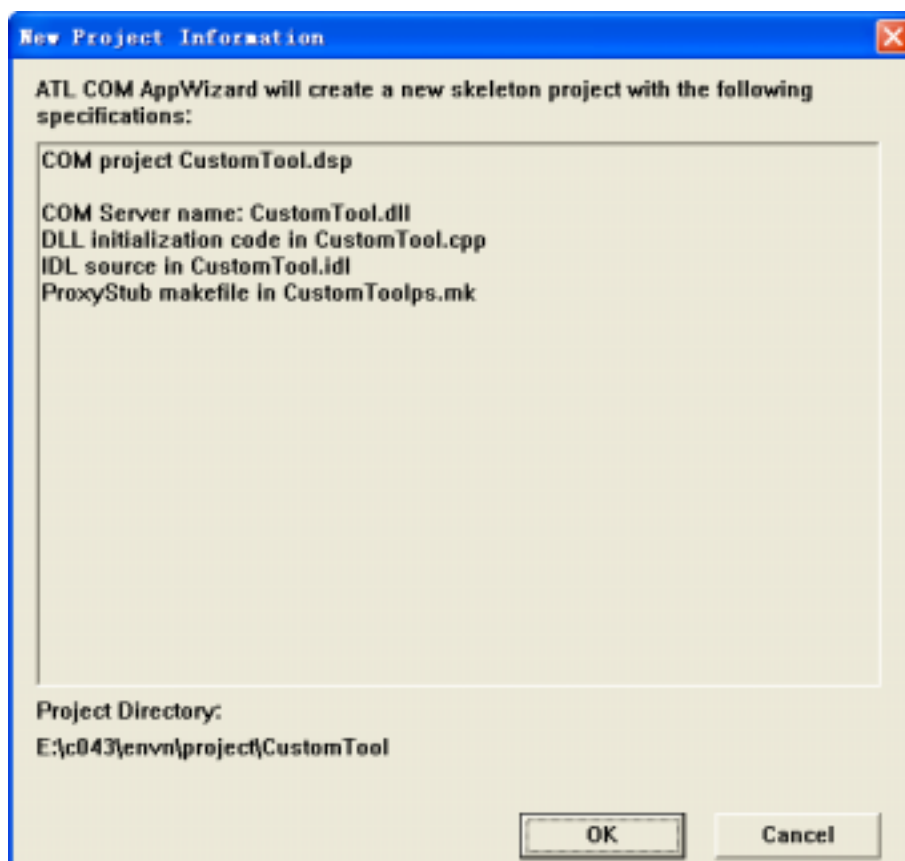 New Project Information
ATL COM AppWizard will create a new skeleton project with the following
specifications:
COM project CustomTool.dsp
COM Server name: CustomTool.dll
DLL initialization code in CustomTool.cpp
IDL source in CustomTool.idl
ProxyStub makefile in CustomToolps.mk
Project Directory:
E:\c043\envn\project\CustomTool
OK Cancel